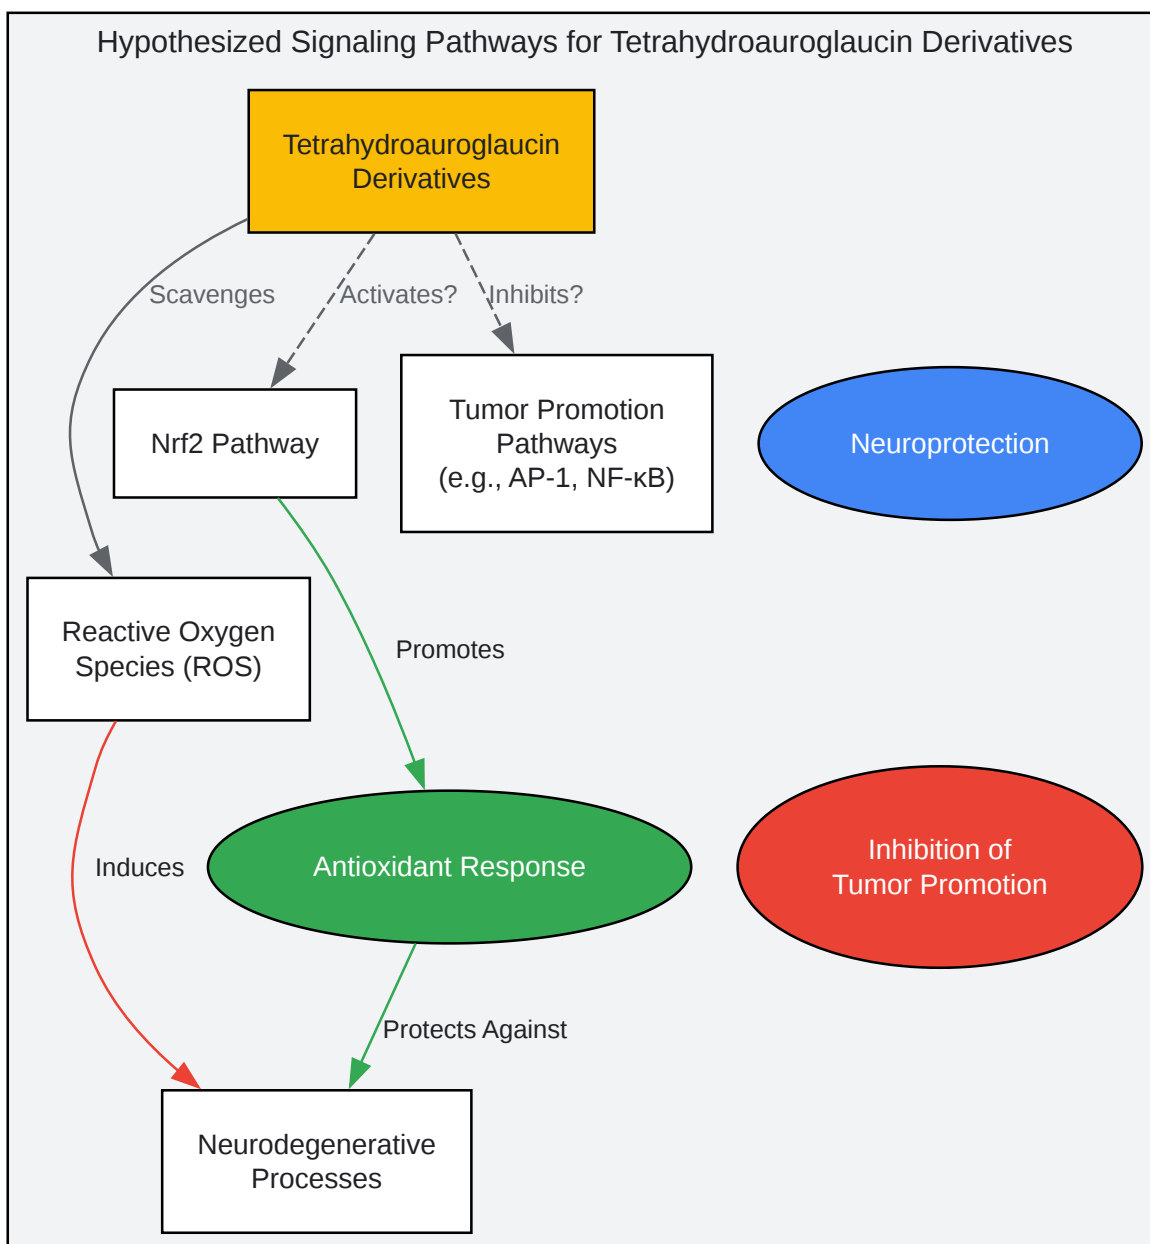 Hypothesized Signaling Pathways for Tetrahydroauroglaucin Derivatives
Tetrahydroauroglaucin
Derivatives
Scavenges
Activates?
Inhibits?
Nrf2 Pathway
Tumor Promotion
Pathways
(e.g., AP-1, NF-κB)
Neuroprotection
Reactive Oxygen
Species (ROS)
Promotes
Induces
Antioxidant Response
Inhibition of
Tumor Promotion
Protects Against
Neurodegenerative
Processes